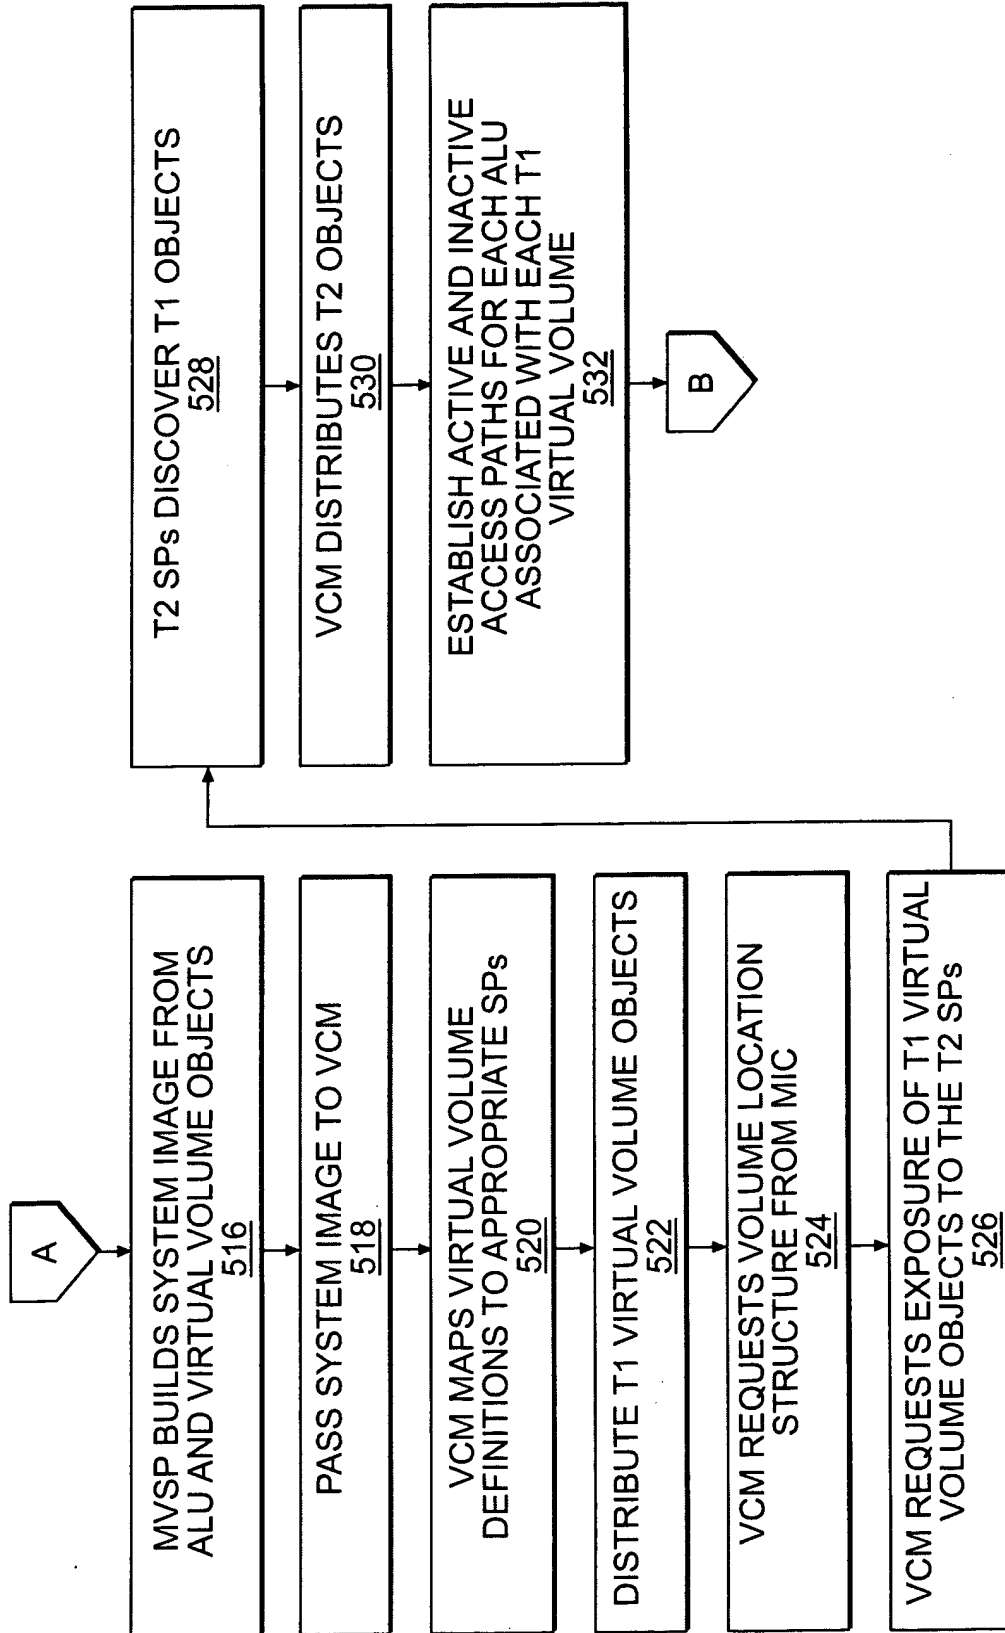 A
MVSP BUILDS SYSTEM IMAGE FROM
ALU AND VIRTUAL VOLUME OBJECTS
516
PASS SYSTEM IMAGE TO VCM
518
VCM MAPS VIRTUAL VOLUME
DEFINITIONS TO APPROPRIATE SPs
520
DISTRIBUTE T1 VIRTUAL VOLUME OBJECTS
522
VCM REQUESTS VOLUME LOCATION
STRUCTURE FROM MIC
524
VCM REQUESTS EXPOSURE OF T1 VIRTUAL
VOLUME OBJECTS TO THE T2 SPs
526
T2 SPs DISCOVER T1 OBJECTS
528
VCM DISTRIBUTES T2 OBJECTS
530
ESTABLISH ACTIVE AND INACTIVE
ACCESS PATHS FOR EACH ALU
ASSOCIATED WITH EACH T1
VIRTUAL VOLUME
532
B